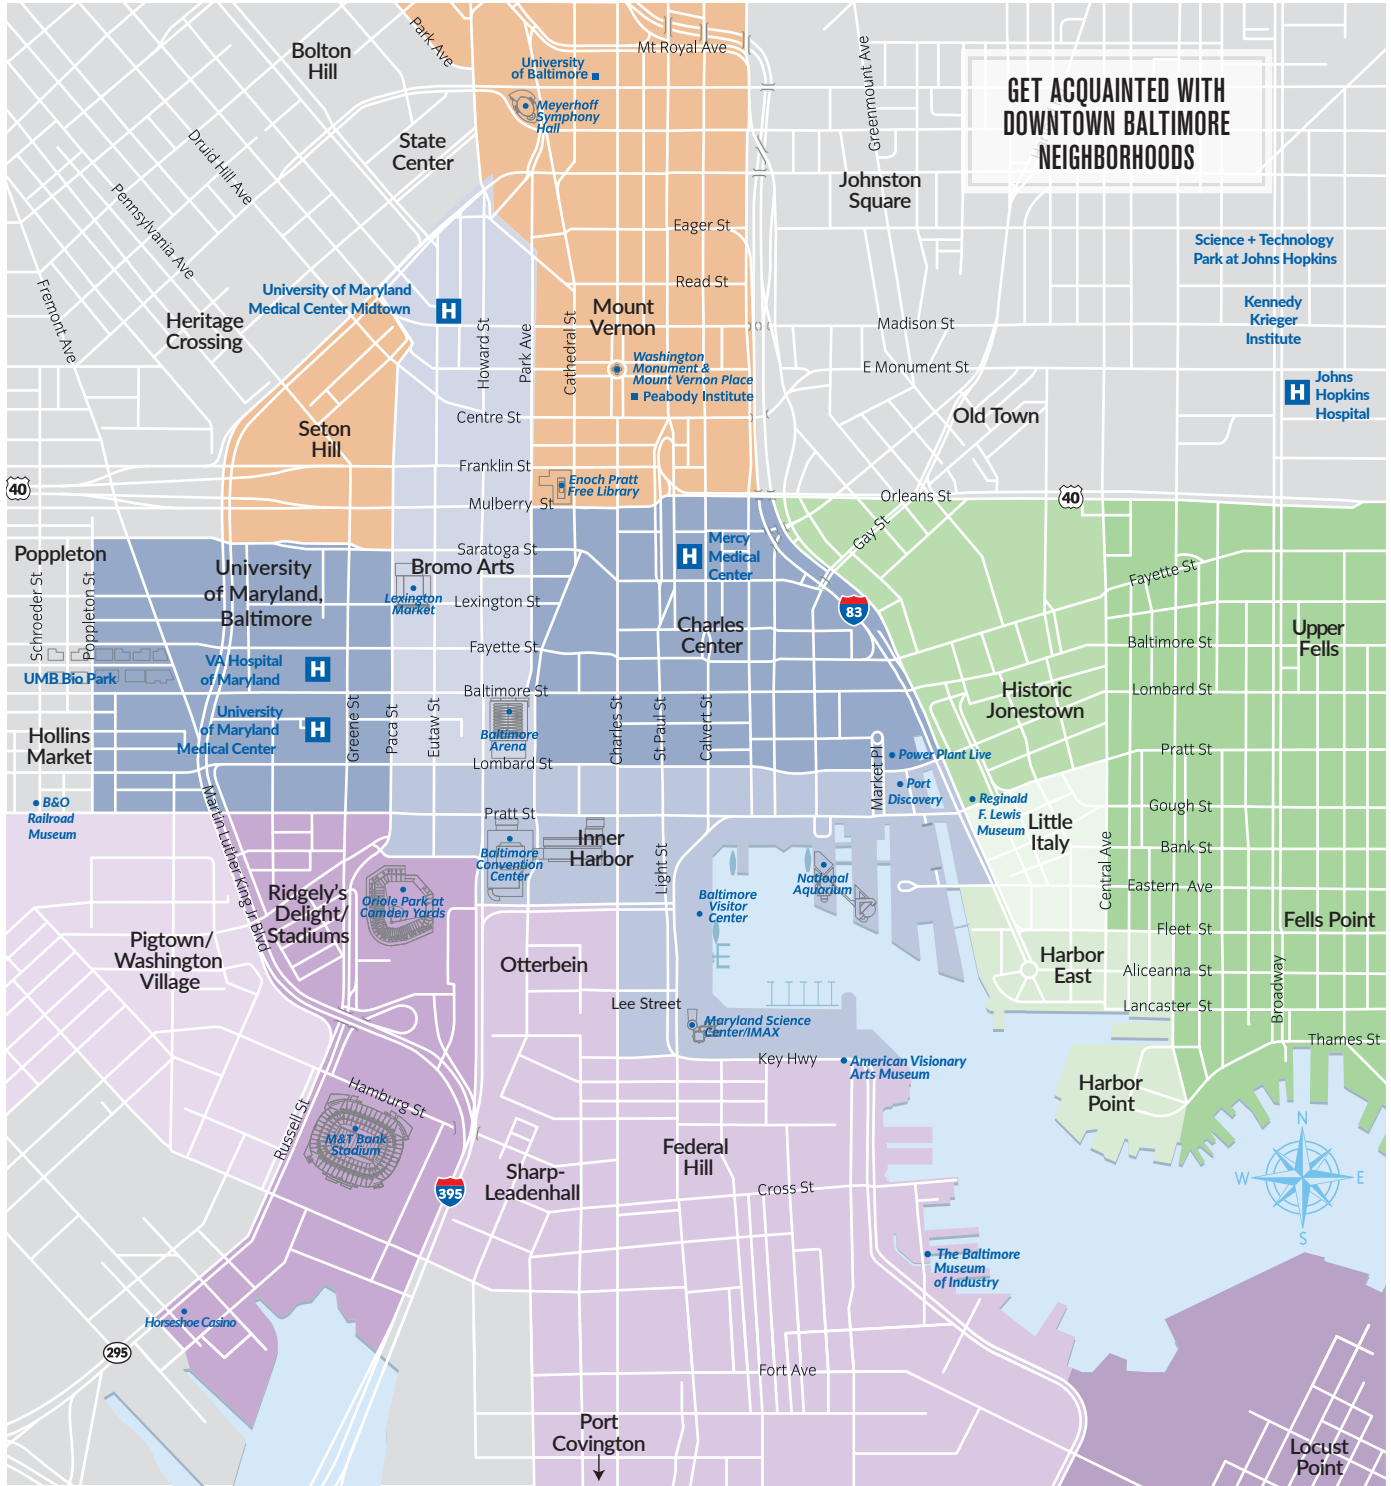 GET ACQUAINTED WITH
DOWNTOWN BALTIMORE
NEIGHBORHOODS
Bolton
Hill
Park Ave
Mt Royal Ave
University
of Baltimore
Meyerhoff
Symphony
Hall
Greenmount Ave
State
Center
Druid Hill Ave
Pennsylvania Ave
Johnston
Square
Eager St
Science + Technology
Park at Johns Hopkins
Read St
University of Maryland
Medical Center Midtown
H
Fremont Ave
Heritage
Crossing
Howard St
Park Ave
Cathedral St
Mount
Vernon
Madison St
Kennedy
Krieger
Institute
Washington
Monument &
Mount Vernon Place
Peabody Institute
E Monument St
H
Johns
Hopkins
Hospital
Centre St
Old Town
Seton
Hill
Franklin St
Enoch Pratt
Free Library
40
Mulberry St
Orleans St
40
Gay St
Poppleton
University
of Maryland,
Baltimore
Saratoga St
Bromo Arts
Lexington
Market
Lexington St
H
Mercy
Medical
Center
Fayette St
83
Schroeder St
Poppleton St
Charles
Center
Fayette St
Baltimore St
Upper
Fells
UMB Bio Park
VA Hospital
of Maryland
H
Baltimore St
Historic
Jonestown
Lombard St
Hollins
Market
University
of Maryland
Medical Center
H
Greene St
Paca St
Eutaw St
Baltimore
Arena
Charles St
St Paul St
Calvert St
Lombard St
Market Pl
Power Plant Live
Pratt St
Port
Discovery
B&O
Railroad
Museum
Martin Luther King Jr Blvd
Pratt St
Reginald
F. Lewis
Museum
Little
Italy
Gough St
Baltimore
Convention
Center
Inner
Harbor
Light St
Bank St
Central Ave
National
Aquarium
Eastern Ave
Ridgely's
Delight/
Stadiums
Oriole Park at
Camden Yards
Baltimore
Visitor
Center
Fleet St
Fells Point
Pigtown/
Washington
Village
Otterbein
Harbor
East
Aliceanna St
Broadway
Lee Street
Lancaster St
Maryland Science
Center/IMAX
Thames St
Key Hwy
American Visionary
Arts Museum
Hamburg St
Harbor
Point
Russell St
M&T Bank
Stadium
N
W
E
S
395
Sharp-
Leadenhall
Federal
Hill
Cross St
The Baltimore
Museum
of Industry
Horseshoe Casino
295
Fort Ave
Port
Covington
Locust
Point